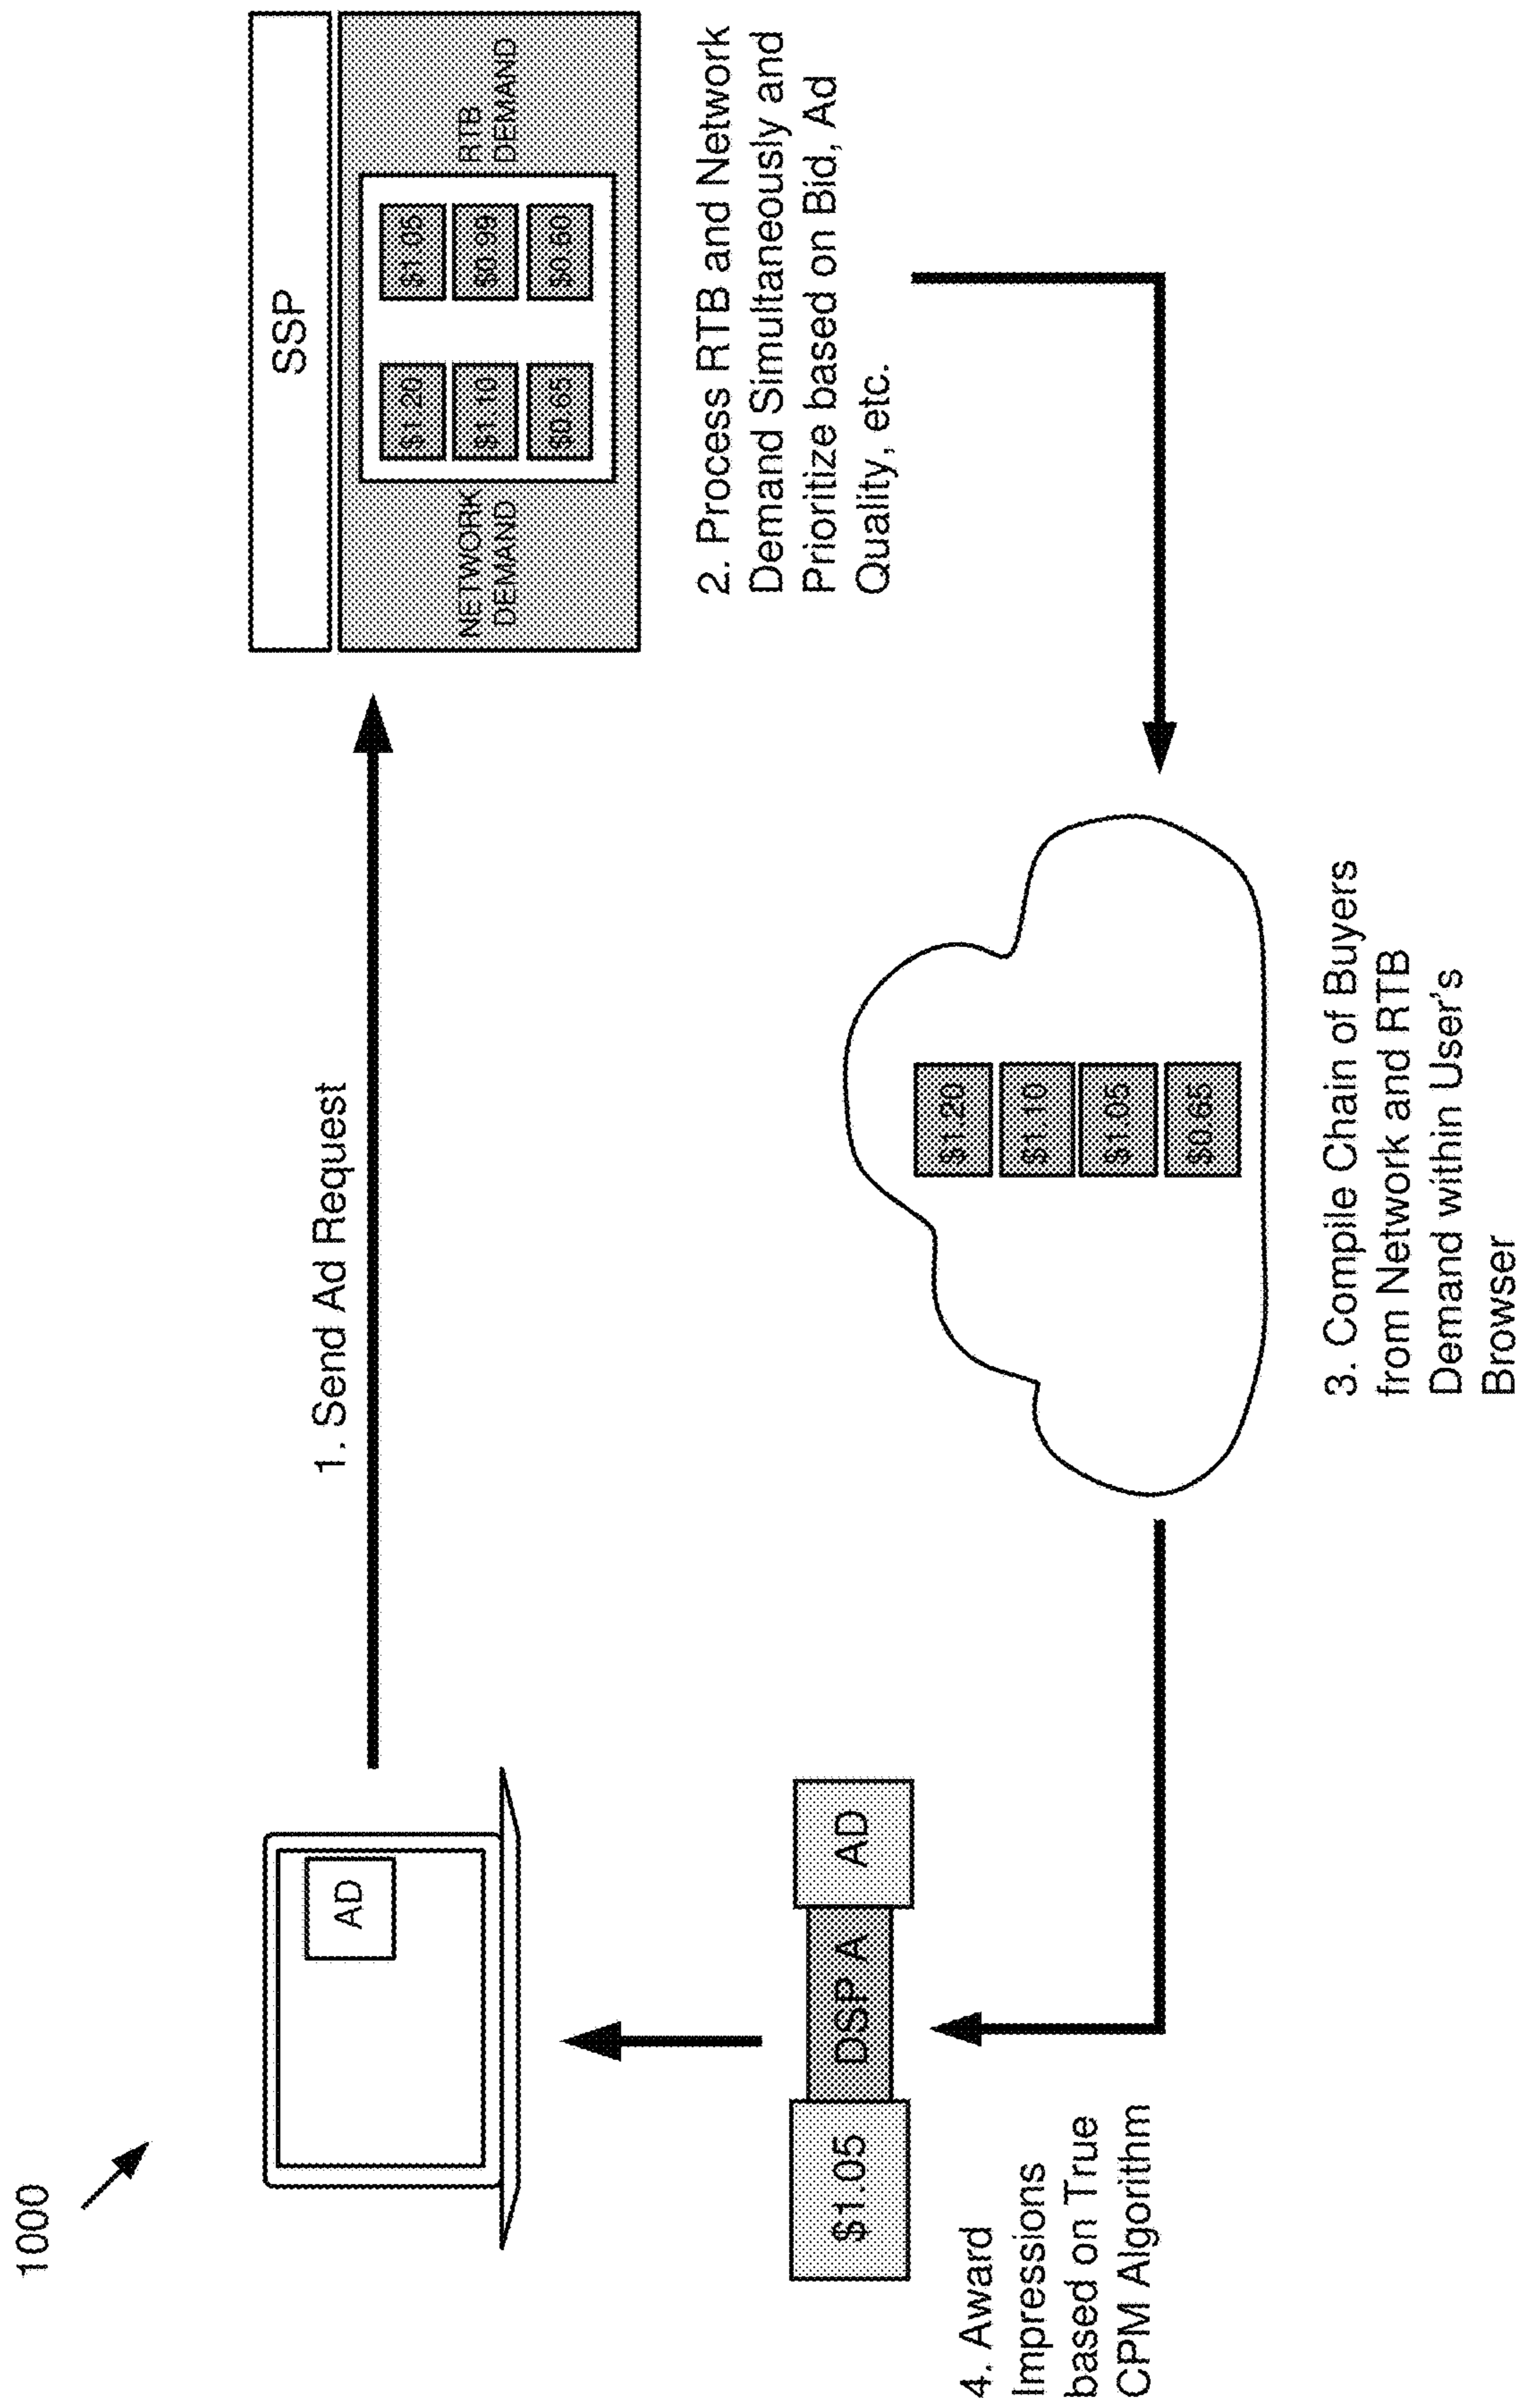 1000
AD
1. Send Ad Request
SSP
NETWORK
DEMAND
$1.20
$1.10
$0.65
$1.05
$0.99
$0.60
RTB
DEMAND
2. Process RTB and Network
Demand Simultaneously and
Prioritize based on Bid, Ad
Quality, etc.
$1.20
$1.10
$1.05
$0.65
3. Compile Chain of Buyers
from Network and RTB
Demand within User's
Browser
$1.05
DSP A
AD
4. Award
Impressions
based on True
CPM Algorithm